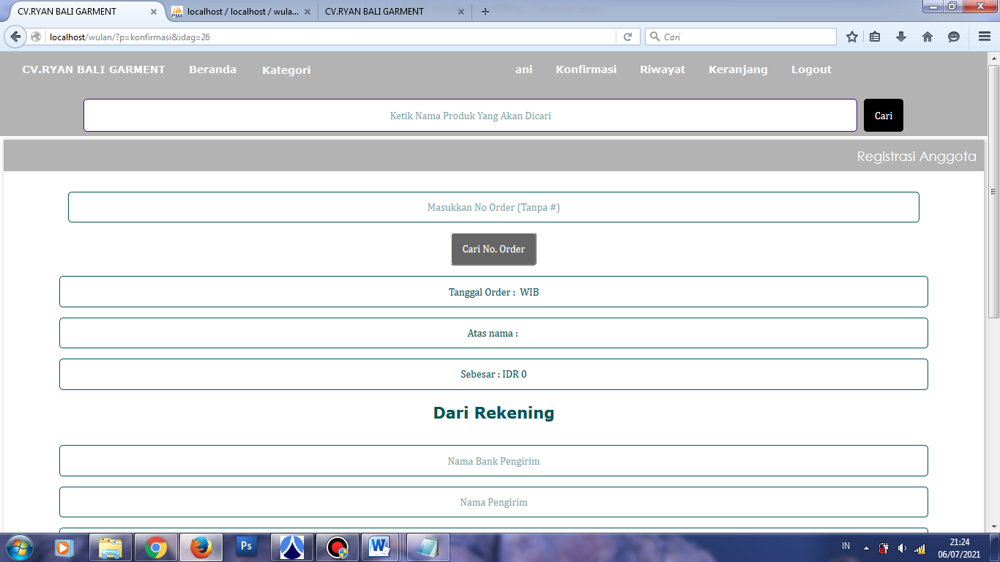 CV.RYAN BALI GARMENT
localhost / localhost / wula...
CV.RYAN BALI GARMENT
localhost/wulan/?p=konfirmasi&idag=26
Cari
CV.RYAN BALI GARMENT Beranda Kategori ani Konfirmasi Riwayat Keranjang Logout
Ketik Nama Produk Yang Akan Dicari Cari
Registrasi Anggota
Masukkan No Order (Tanpa #)
Cari No. Order
Tanggal Order : WIB
Atas nama :
Sebesar : IDR 0
Dari Rekening
Nama Bank Pengirim
Nama Pengirim
Ps
W
IN
21:24
06/07/2021